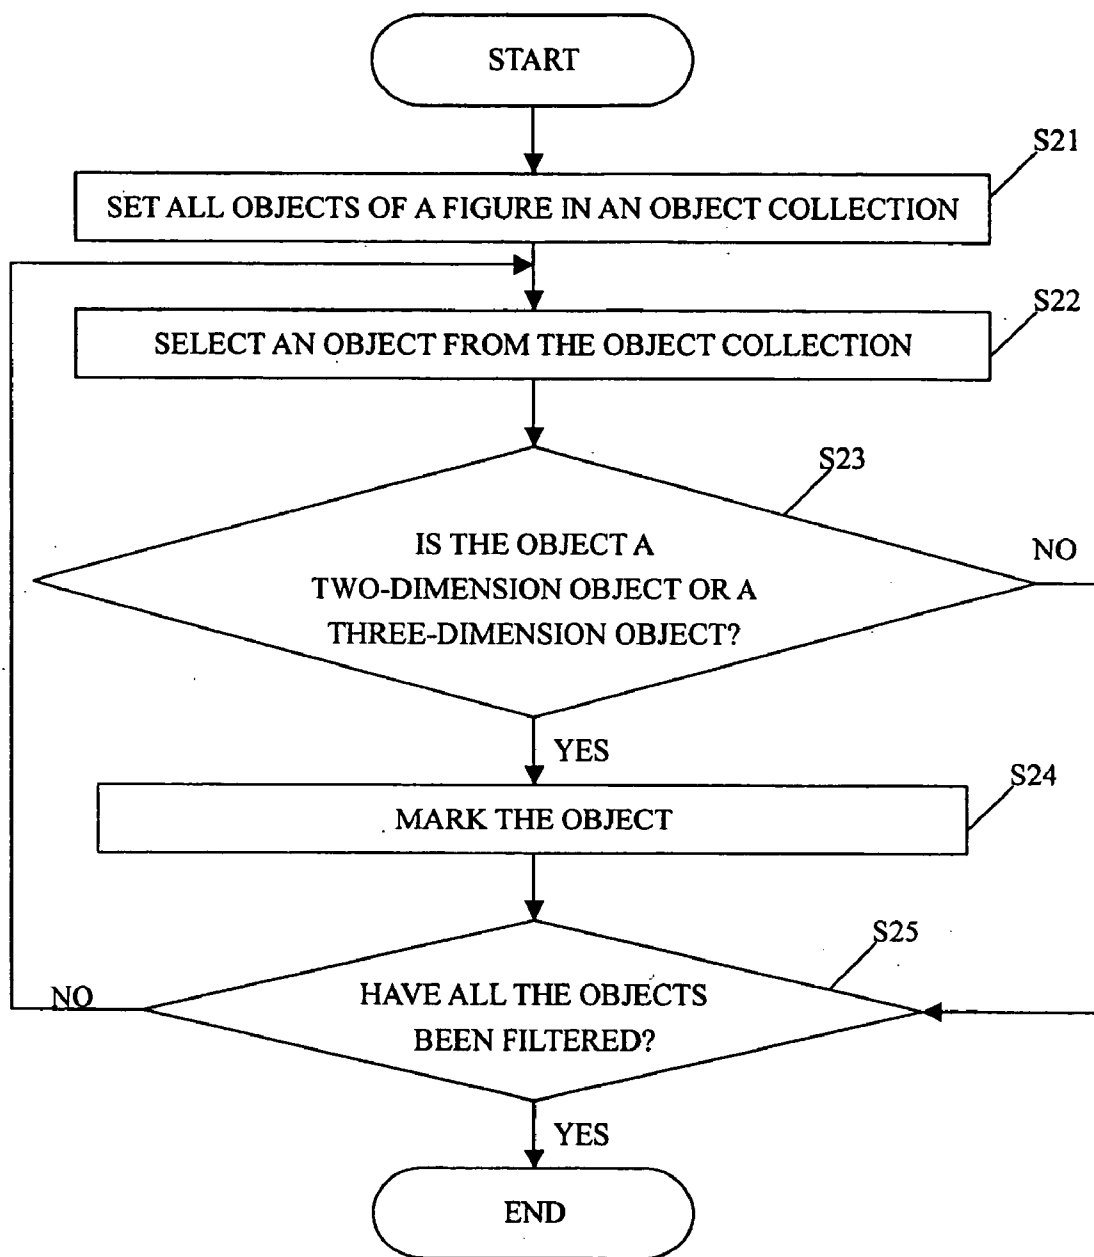 START
S21
SET ALL OBJECTS OF A FIGURE IN AN OBJECT COLLECTION
S22
SELECT AN OBJECT FROM THE OBJECT COLLECTION
S23
IS THE OBJECT A
TWO-DIMENSION OBJECT OR A
THREE-DIMENSION OBJECT?
NO
YES
S24
MARK THE OBJECT
S25
HAVE ALL THE OBJECTS
BEEN FILTERED?
NO
YES
END